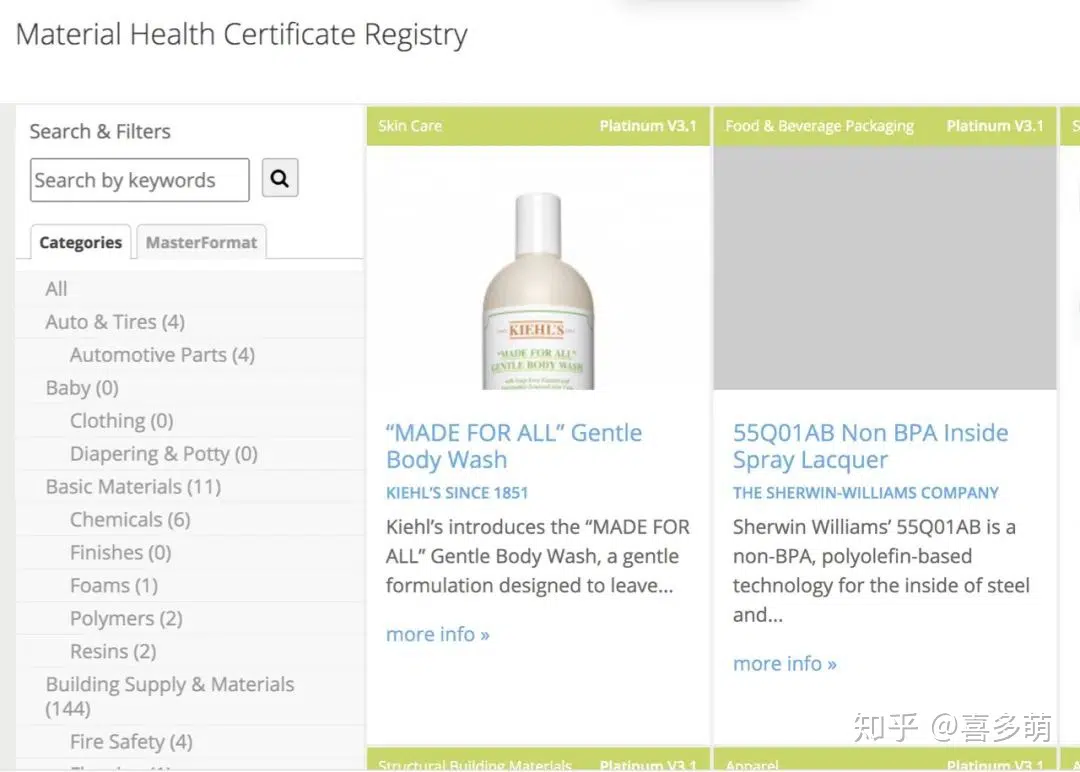 Material Health Certificate Registry
Search & Filters
Search by keywords
Categories
MasterFormat
All
Auto & Tires (4)
Automotive Parts (4)
Baby (0)
Clothing (0)
Diapering & Potty (0)
Basic Materials (11)
Chemicals (6)
Finishes (0)
Foams (1)
Polymers (2)
Resins (2)
Building Supply & Materials
(144)
Fire Safety (4)
Skin Care Platinum V3.1
KIEHL'S
"MADE FOR ALL"
GENTLE BODY WASH
“MADE FOR ALL” Gentle
Body Wash
KIEHL’S SINCE 1851
Kiehl’s introduces the “MADE FOR
ALL” Gentle Body Wash, a gentle
formulation designed to leave...
more info »
Food & Beverage Packaging Platinum V3.1
55Q01AB Non BPA Inside
Spray Lacquer
THE SHERWIN-WILLIAMS COMPANY
Sherwin Williams’ 55Q01AB is a
non-BPA, polyolefin-based
technology for the inside of steel
and...
more info »
Structural Building Materials Platinum V3.1
Apparel Platinum V3.1
知乎 @喜多萌